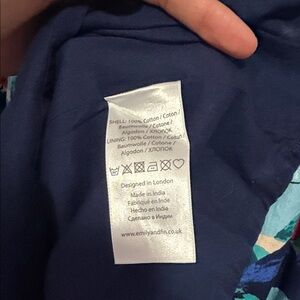 SHELL: 100% Cotton / Coton /
Baumwolle / Cotone /
Algodon / ХЛОПОК
LINING: 100% Cotton / Coton /
Baumwolle / Cotone /
Algodon / ХЛОПОК
Designed in London
Made in India
Fabriqué en Inde
Hecho en India
Сделано в Индии
www.emilyandfin.co.uk